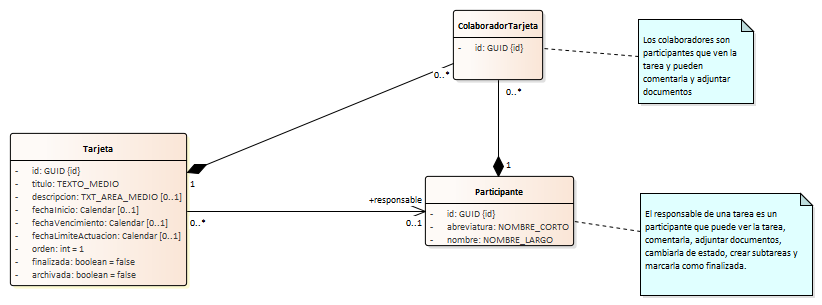 ColaboradorTarjeta
- id: GUID {id}
Los colaboradores son
participantes que ven la
tarea y pueden
comentarla y adjuntar
documentos
0..*
0..*
Tarjeta
- id: GUID {id}
- titulo: TEXTO_MEDIO
- descripcion: TXT_AREA_MEDIO [0..1]
- fechaInicio: Calendar [0..1]
- fechaVencimiento: Calendar [0..1]
- fechaLimiteActuacion: Calendar [0..1]
- orden: int = 1
- finalizada: boolean = false
- archivada: boolean = false
1
1
+responsable
0..*
0..1
Participante
- id: GUID {id}
- abreviatura: NOMBRE_CORTO
- nombre: NOMBRE_LARGO
El responsable de una tarea es un
participante que puede ver la tarea,
comentarla, adjuntar documentos,
cambiarla de estado, crear subtareas y
marcarla como finalizada.